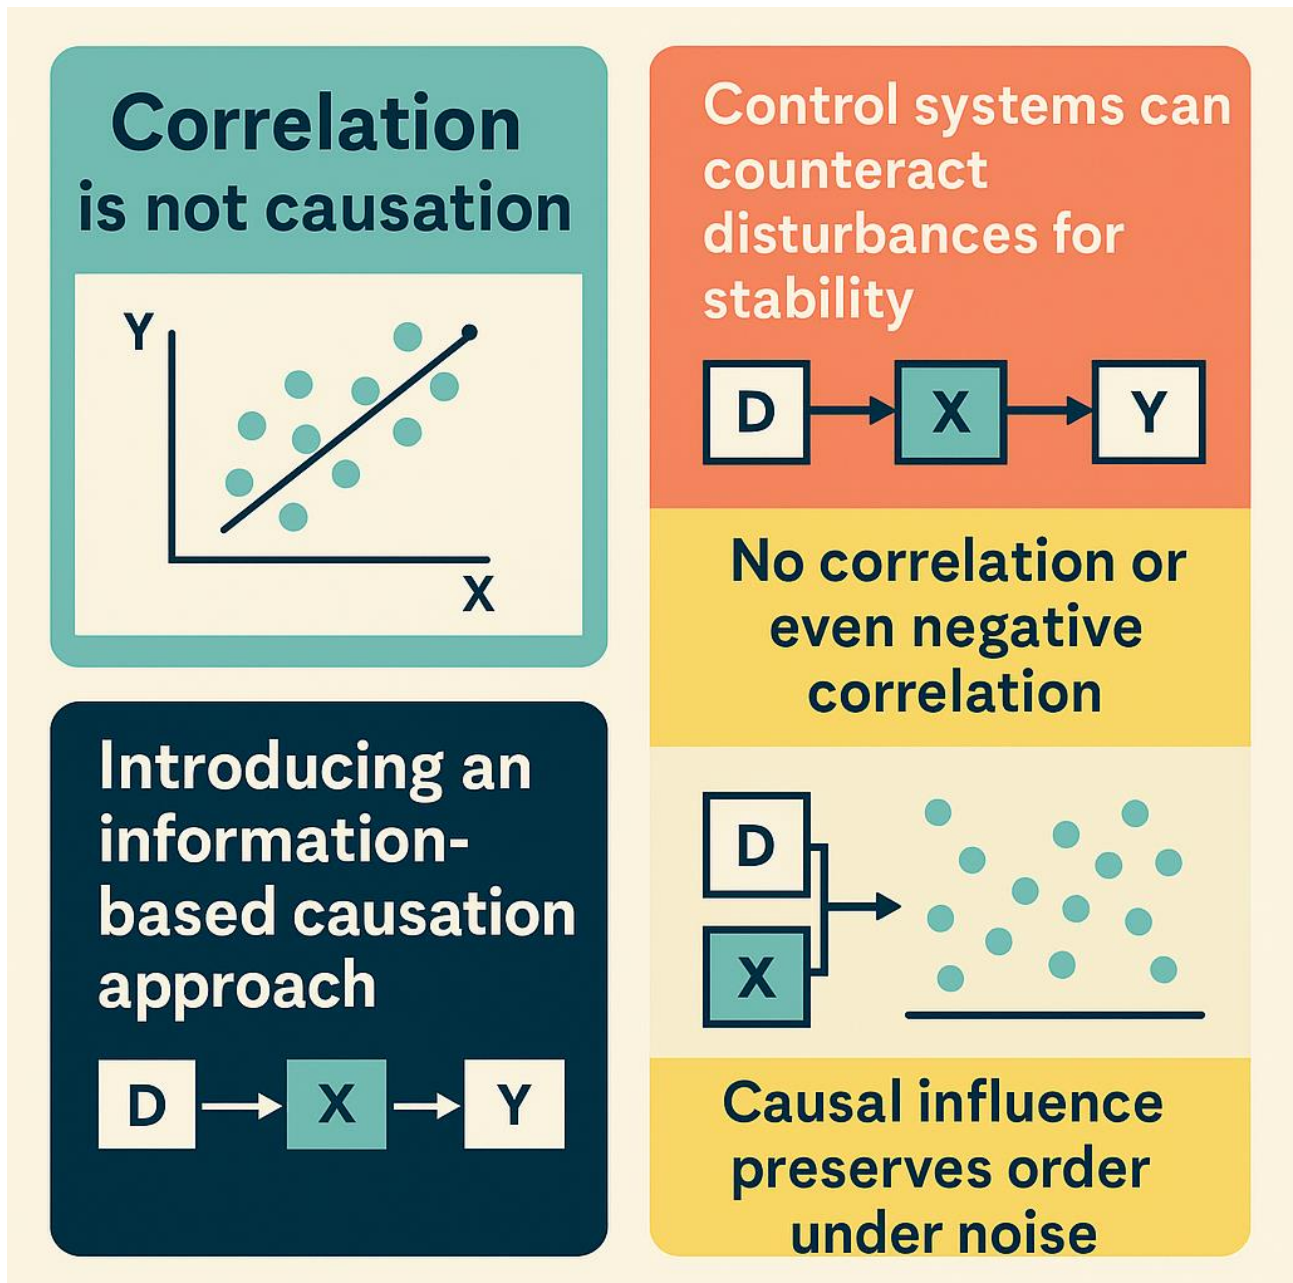 Correlation
is not causation
Y
X
Introducing an
information-
based causation
approach
D
X
Y
Control systems can
counteract
disturbances for
stability
D
X
Y
No correlation or
even negative
correlation
D
X
Causal influence
preserves order
under noise